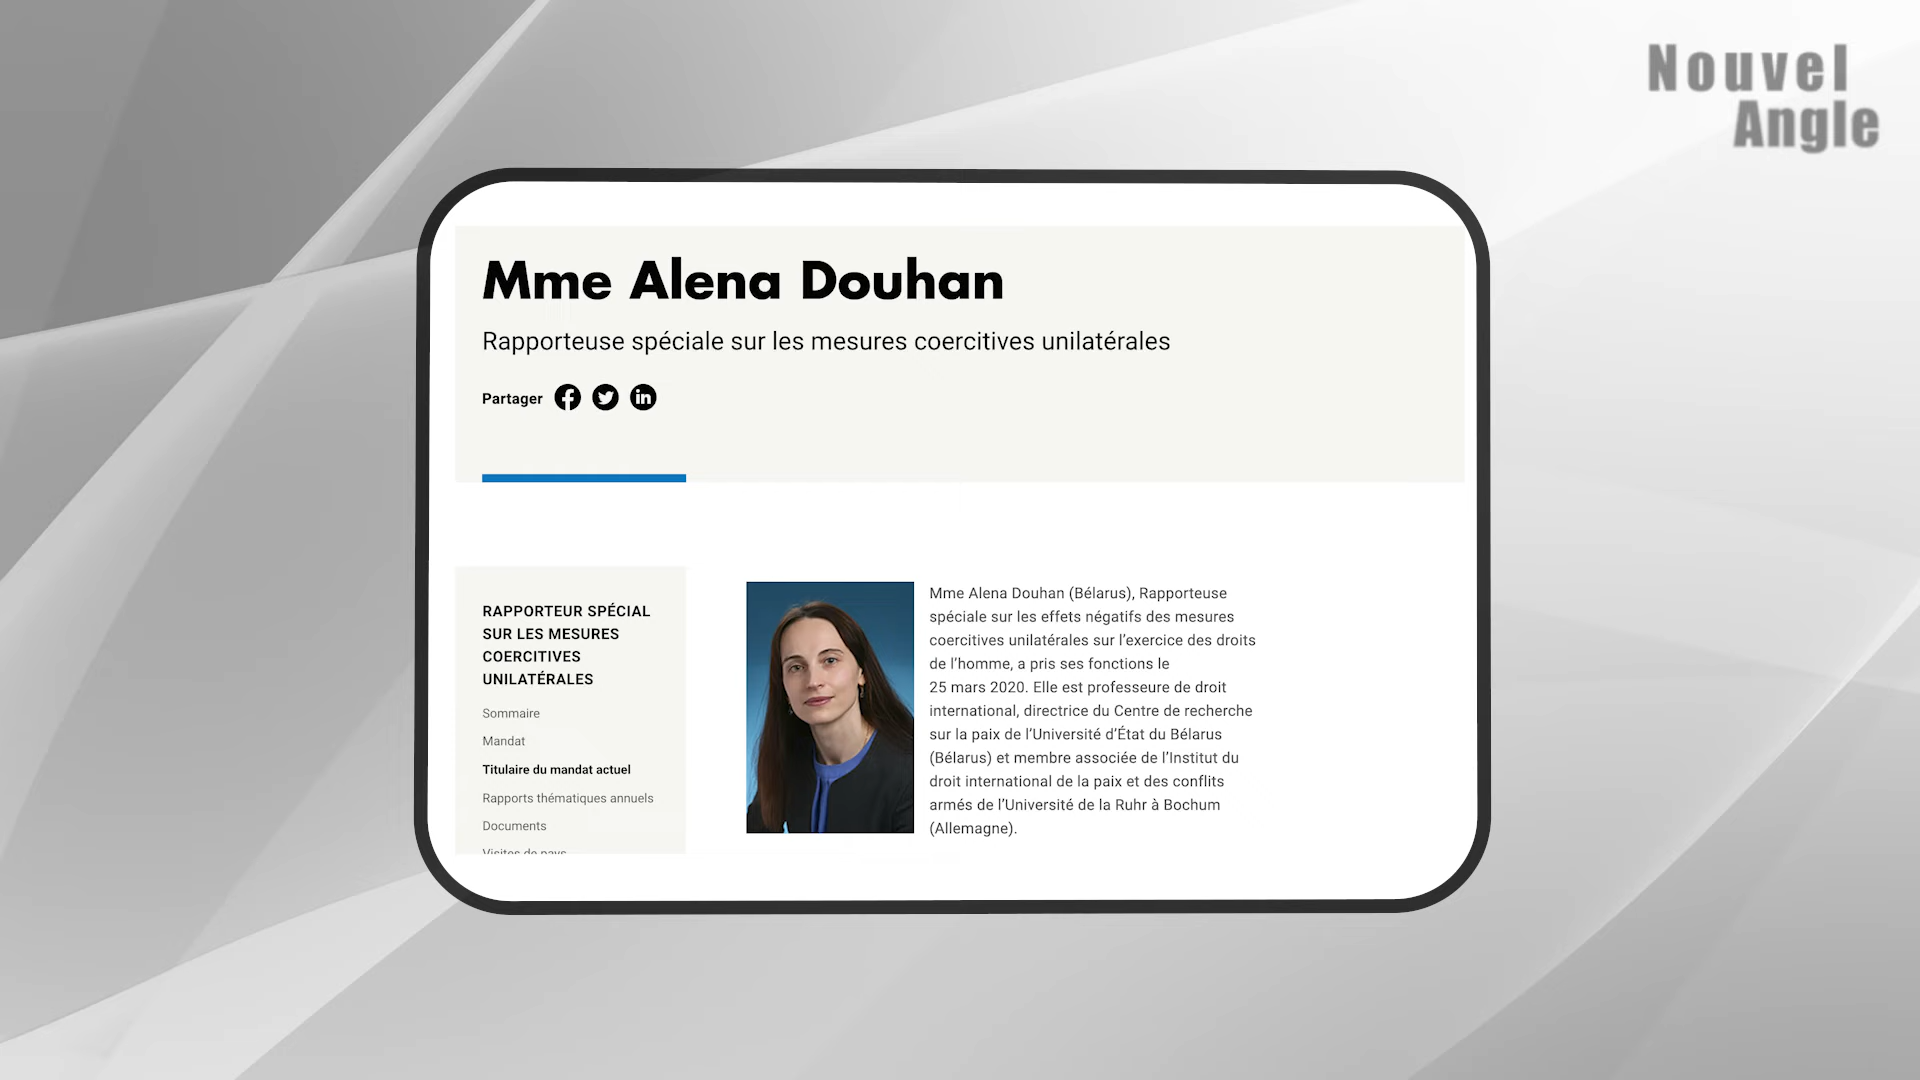 Nouvel
Angle
Mme Alena Douhan
Rapporteuse spéciale sur les mesures coercitives unilatérales
Partager
RAPPORTEUR SPÉCIAL
SUR LES MESURES
COERCITIVES
UNILATÉRALES
Sommaire
Mandat
Titulaire du mandat actuel
Rapports thématiques annuels
Documents
Visites de pays
Mme Alena Douhan (Bélarus), Rapporteuse
spéciale sur les effets négatifs des mesures
coercitives unilatérales sur l’exercice des droits
de l’homme, a pris ses fonctions le
25 mars 2020. Elle est professeure de droit
international, directrice du Centre de recherche
sur la paix de l’Université d’État du Bélarus
(Bélarus) et membre associée de l’Institut du
droit international de la paix et des conflits
armés de l’Université de la Ruhr à Bochum
(Allemagne).